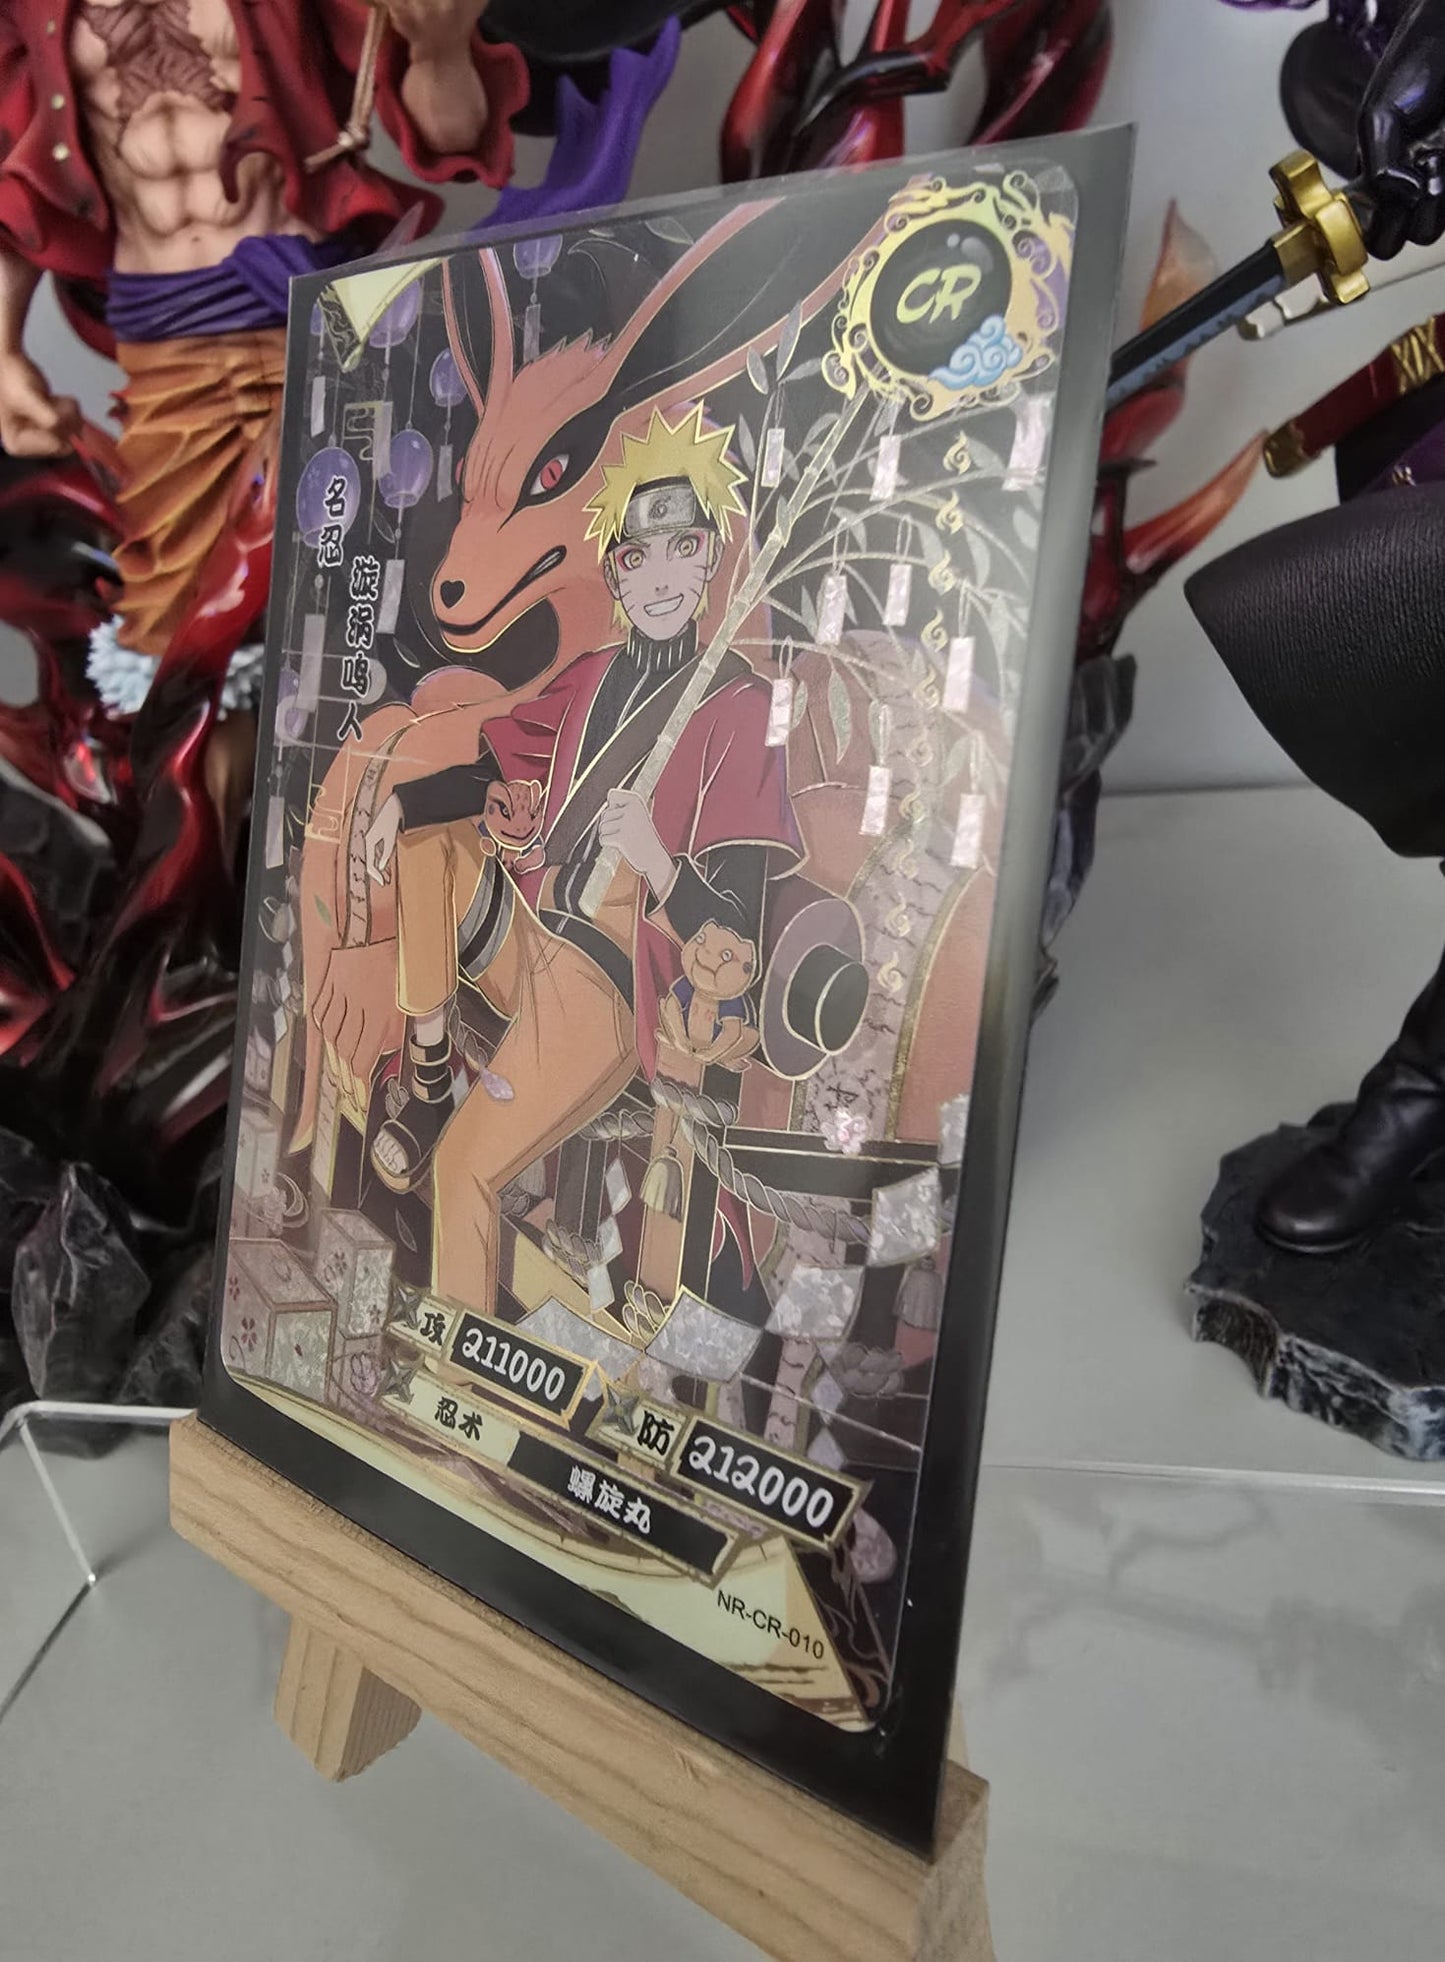 CR
名忍
漩涡鸣人
攻 211000
防 212000
忍术 螺旋丸
NR-CR-010